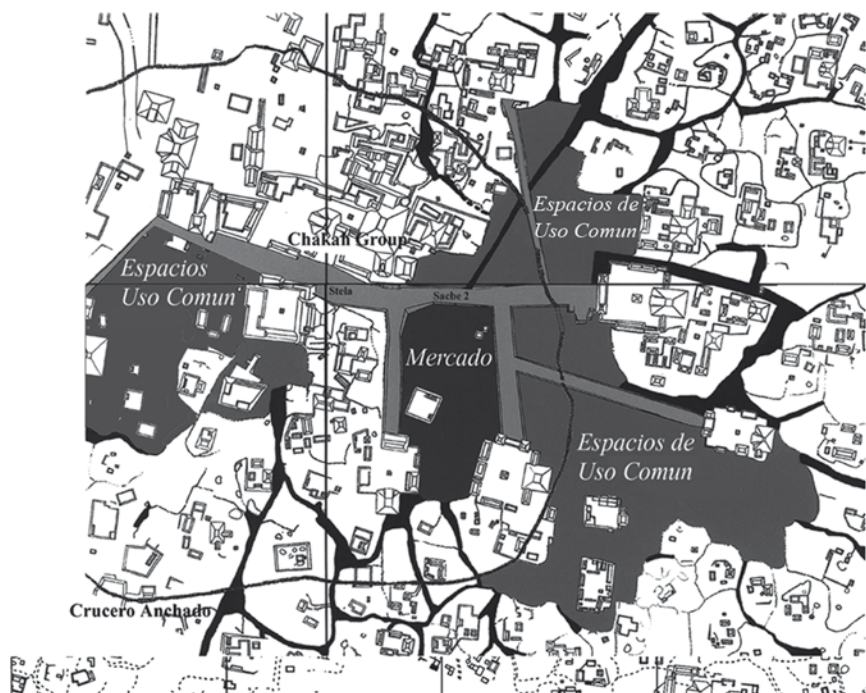 Espacios de
Uso Comun
Chakah Group
Espacios
Uso Comun
Stela
Sacbe 2
Mercado
Espacios de
Uso Comun
Crucero Anchado